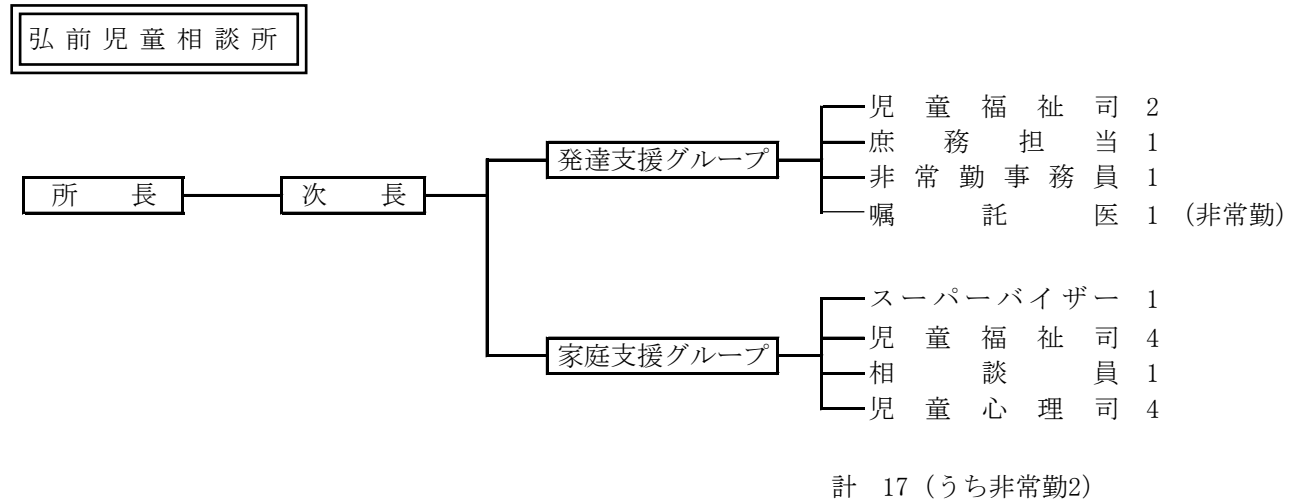 弘前児童相談所
所長
次長
発達支援グループ
児童福祉司 2
庶務担当 1
非常勤事務員 1
嘱託医 1 (非常勤)
家庭支援グループ
スーパーバイザー 1
児童福祉司 4
相談員 1
児童心理司 4
計 17 (うち非常勤2)